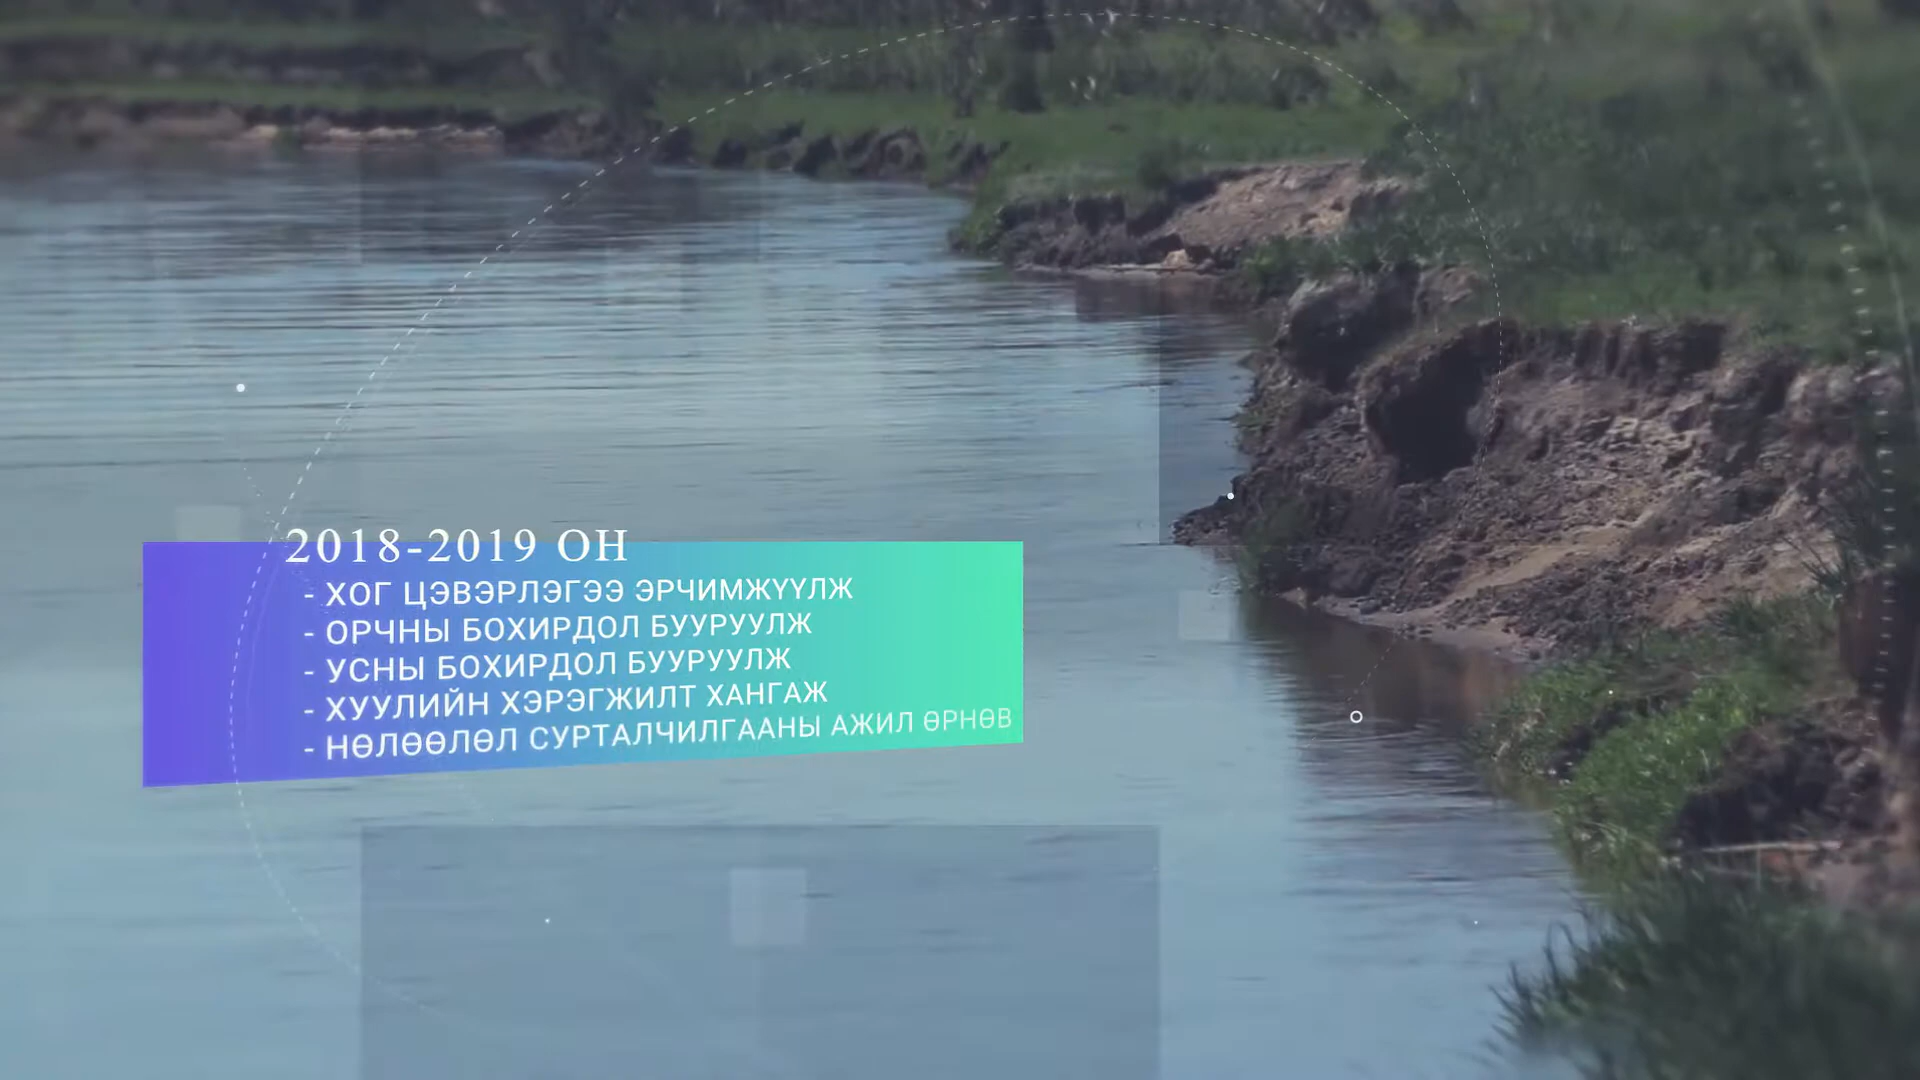 2018-2019 ОН
- ХОГ ЦЭВЭРЛЭГЭЭ ЭРЧИМЖҮҮЛЖ
- ОРЧНЫ БОХИРДОЛ БУУРУУЛЖ
- УСНЫ БОХИРДОЛ БУУРУУЛЖ
- ХУУЛИЙН ХЭРЭГЖИЛТ ХАНГАЖ
- НӨЛӨӨЛӨЛ СУРТАЛЧИЛГААНЫ АЖИЛ ӨРНӨВ